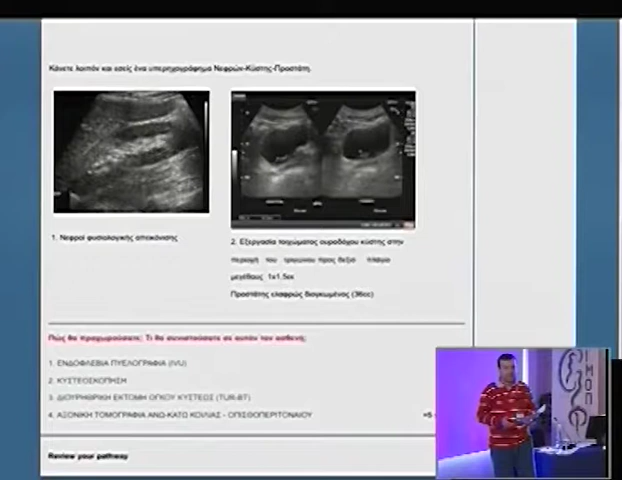 Κάνετε λοιπόν και εσείς ένα υπερηχογράφημα Νεφρών-Κύστης-Προστάτη.
1. Νεφροί φυσιολογικής απεικόνισης
2. Εξεργασία τοιχώματος ουροδόχου κύστης στην
περιοχή του τριγώνου προς δεξιό πλάγιο
μεγέθους 1x1,5εκ
Προστάτης ελαφρώς διογκωμένος (36cc)
Πώς θα προχωρούσατε; Τι θα συνιστούσατε σε αυτόν τον ασθενή;
1. ΕΝΔΟΦΛΕΒΙΑ ΠΥΕΛΟΓΡΑΦΙΑ (IVU)
2. ΚΥΣΤΕΟΣΚΟΠΗΣΗ
3. ΔΙΟΥΡΗΘΡΙΚΗ ΕΚΤΟΜΗ ΟΓΚΟΥ ΚΥΣΤΕΩΣ (TUR-BT)
4. ΑΞΟΝΙΚΗ ΤΟΜΟΓΡΑΦΙΑ ΑΝΩ-ΚΑΤΩ ΚΟΙΛΙΑΣ - ΟΠΙΣΘΟΠΕΡΙΤΟΝΑΙΟΥ
+5
Review your pathway